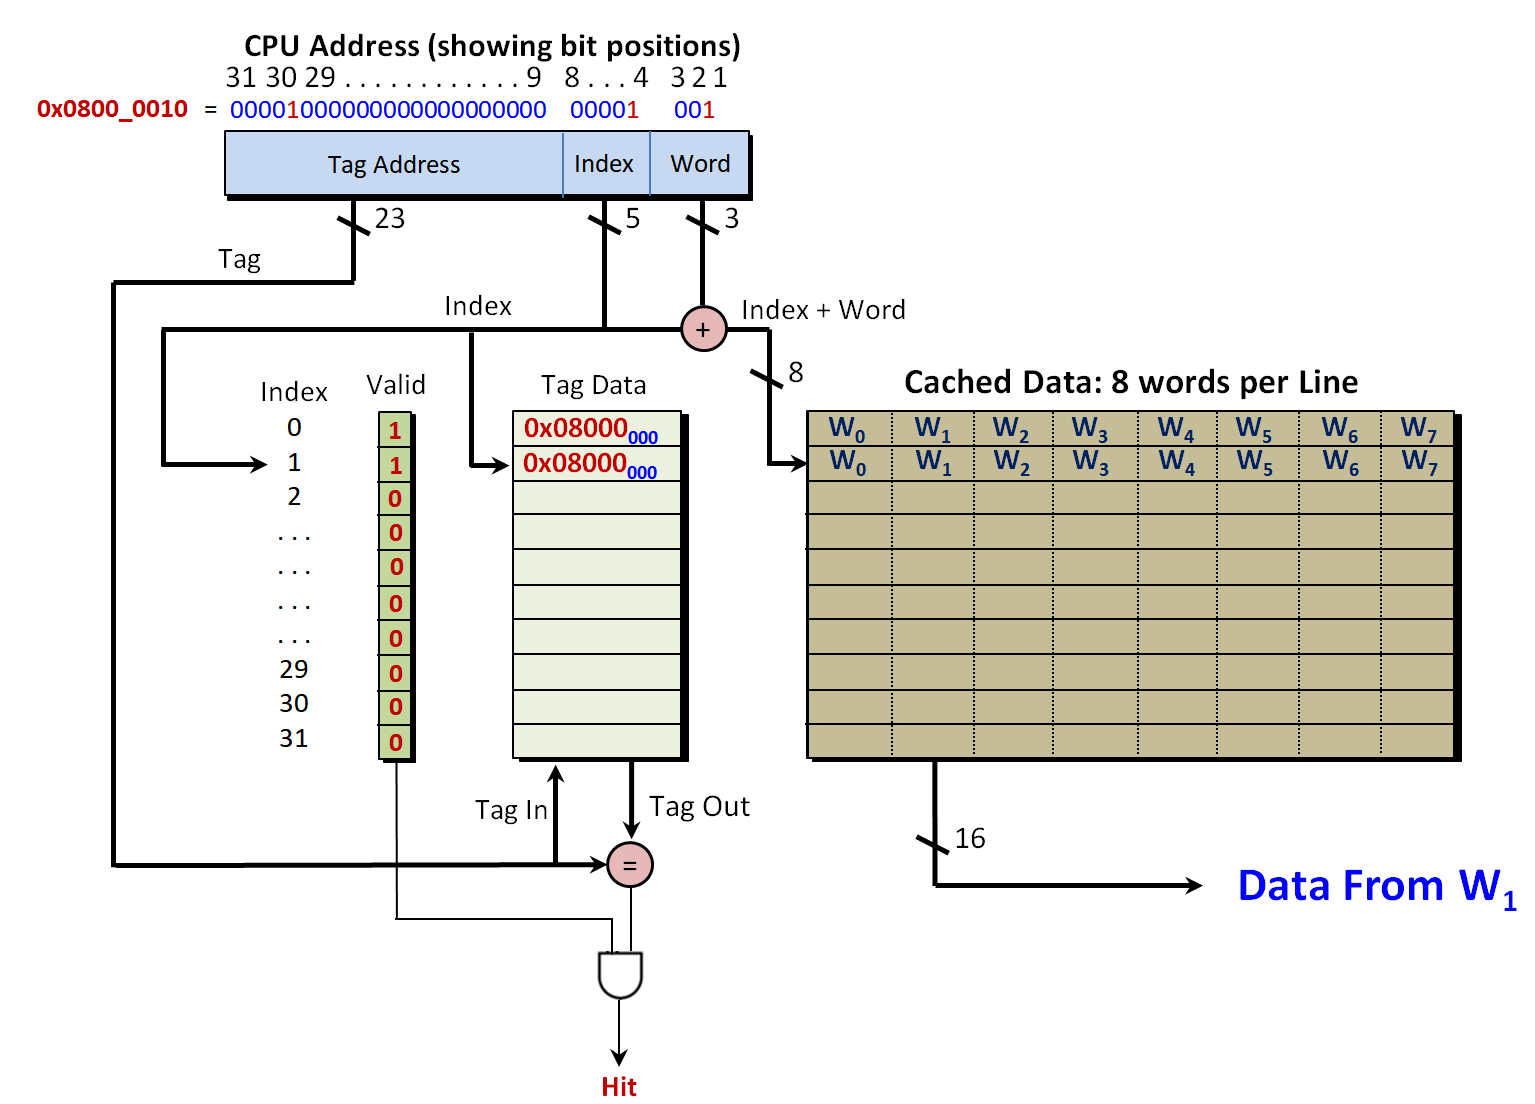 CPU Address (showing bit positions)
31 30 29 . . . . . . . . . . . . 9 8 . . . 4 3 2 1
0x0800_0010 = 00001000000000000000000 00001 001
Tag Address Index Word
23 5 3
Tag
Index
Index + Word
+
8
Index Valid Tag Data Cached Data: 8 words per Line
0 1 0x08000000 W0 W1 W2 W3 W4 W5 W6 W7
1 1 0x08000000 W0 W1 W2 W3 W4 W5 W6 W7
2 0
. . . 0
. . . 0
. . . 0
. . . 0
29 0
30 0
31 0
Tag In Tag Out
16
=
Data From W1
Hit